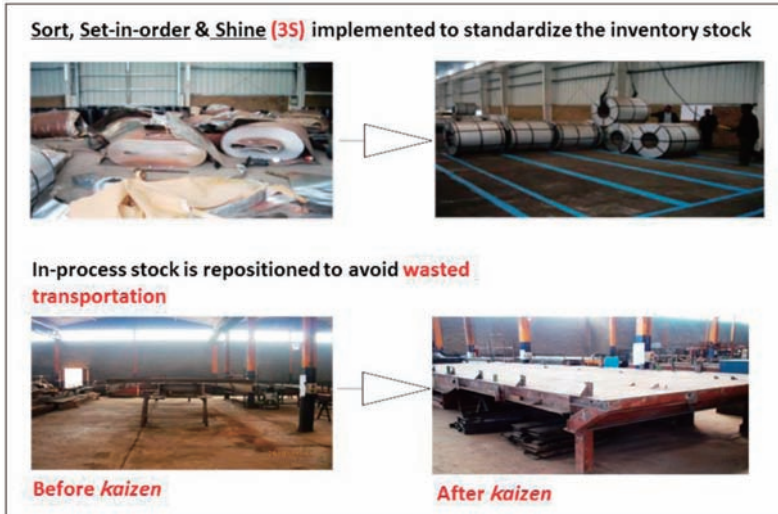 Sort, Set-in-order & Shine (3S) implemented to standardize the inventory stock
In-process stock is repositioned to avoid wasted
transportation
Before kaizen
After kaizen